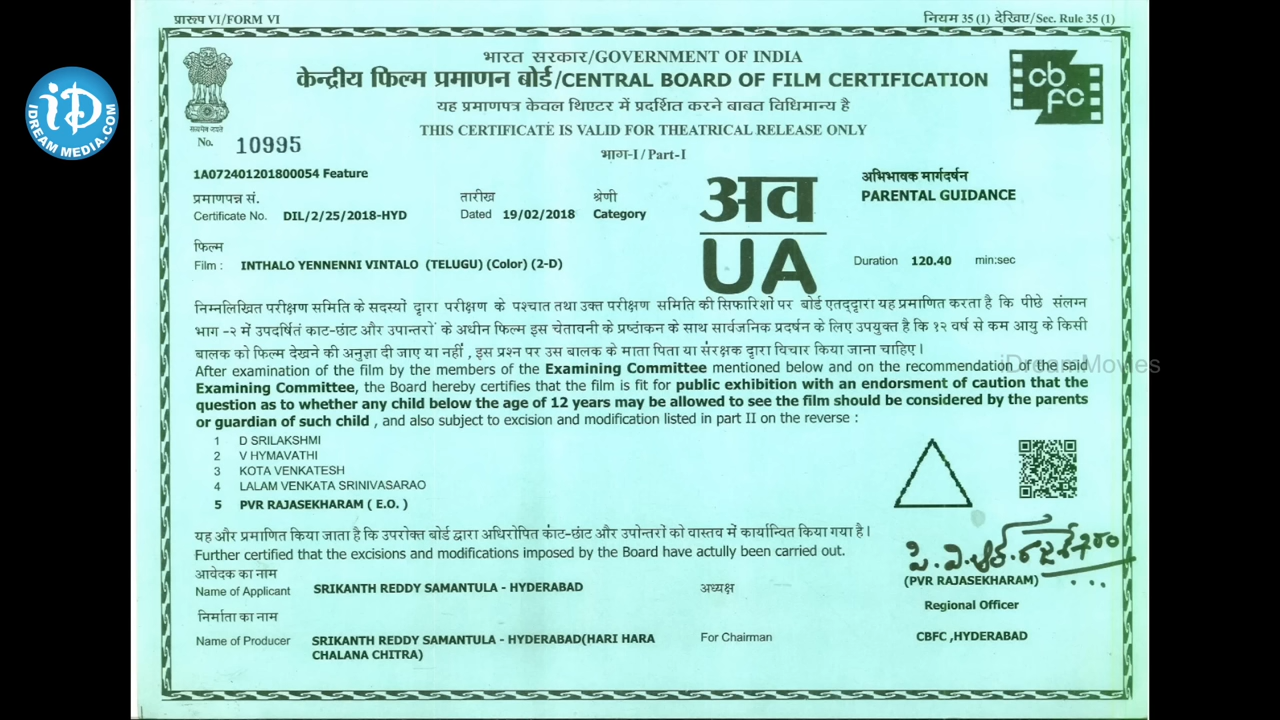 प्रारूप VI/FORM VI
नियम 35 (1) देखिए/Sec. Rule 35 (1)
भारत सरकार/GOVERNMENT OF INDIA
केन्द्रीय फिल्म प्रमाणन बोर्ड/CENTRAL BOARD OF FILM CERTIFICATION
यह प्रमाणपत्र केवल थिएटर में प्रदर्शित करने बाबत विधिमान्य है
THIS CERTIFICATE IS VALID FOR THEATRICAL RELEASE ONLY
भाग-I/Part-I
cb
fc
iD
IDREAM MEDIA.COM
सत्यमेव जयते
No. 10995
1A072401201800054 Feature
प्रमाणपत्र सं. तारीख श्रेणी
Certificate No. DIL/2/25/2018-HYD Dated 19/02/2018 Category
अव
UA
अभिभाषक मार्गदर्षन
PARENTAL GUIDANCE
फिल्म
Film : INTHALO YENNENNI VINTALO (TELUGU) (Color) (2-D)
Duration 120.40 min:sec
निम्नलिखित परीक्षण समिति के सदस्यों द्वारा परीक्षण के पश्चात तथा उक्त परीक्षण समिति की सिफारिशों पर बोर्ड एतद्द्वारा यह प्रमाणित करता है कि पीछे संलग्न
भाग -२ में उपदर्षित काट-छांट और उपान्तरों के अधीन फिल्म इस चेतावनी के प्रष्ठांकन के साथ सार्वजनिक प्रदर्षन के लिए उपयुक्त है कि १२ वर्ष से कम आयु के किसी
बालक को फिल्म देखने की अनुज्ञा दी जाए या नहीं , इस प्रश्न पर उस बालक के माता पिता या संरक्षक द्वारा विचार किया जाना चाहिए।
After examination of the film by the members of the Examining Committee mentioned below and on the recommendation of the said
Examining Committee, the Board hereby certifies that the film is fit for public exhibition with an endorsment of caution that the
question as to whether any child below the age of 12 years may be allowed to see the film should be considered by the parents
or guardian of such child , and also subject to excision and modification listed in part II on the reverse :
iDreamMovies
1 D SRILAKSHMI
2 V HYMAVATHI
3 KOTA VENKATESH
4 LALAM VENKATA SRINIVASARAO
5 PVR RAJASEKHARAM ( E.O. )
यह और प्रमाणित किया जाता है कि उपरोक्त बोर्ड द्वारा अधिरोपित काट-छांट और उपोन्तरों को वास्तव में कार्यान्वित किया गया है।
Further certified that the excisions and modifications imposed by the Board have actully been carried out.
आवेदक का नाम
Name of Applicant SRIKANTH REDDY SAMANTULA - HYDERABAD
अध्यक्ष
(PVR RAJASEKHARAM)
Regional Officer
निर्माता का नाम
Name of Producer SRIKANTH REDDY SAMANTULA - HYDERABAD(HARI HARA
CHALANA CHITRA)
For Chairman
CBFC ,HYDERABAD